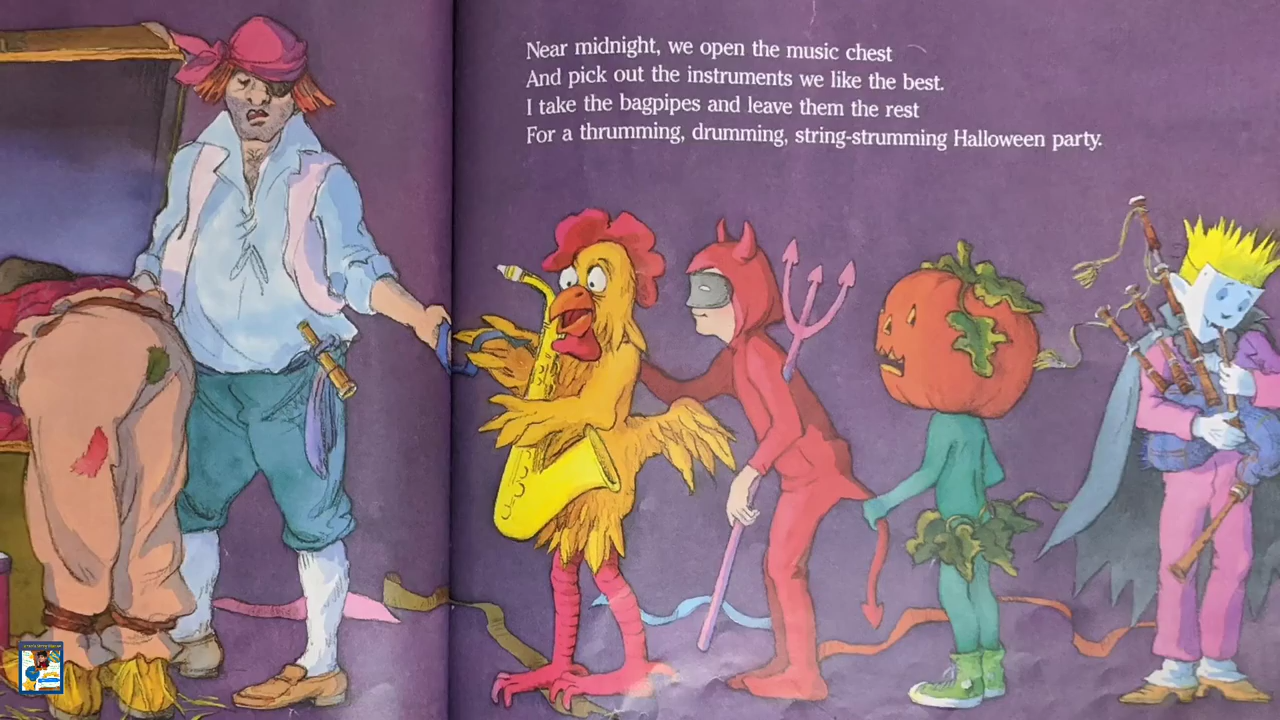 Near midnight, we open the music chest
And pick out the instruments we like the best.
I take the bagpipes and leave them the rest
For a thrumming, drumming, string-strumming Halloween party.